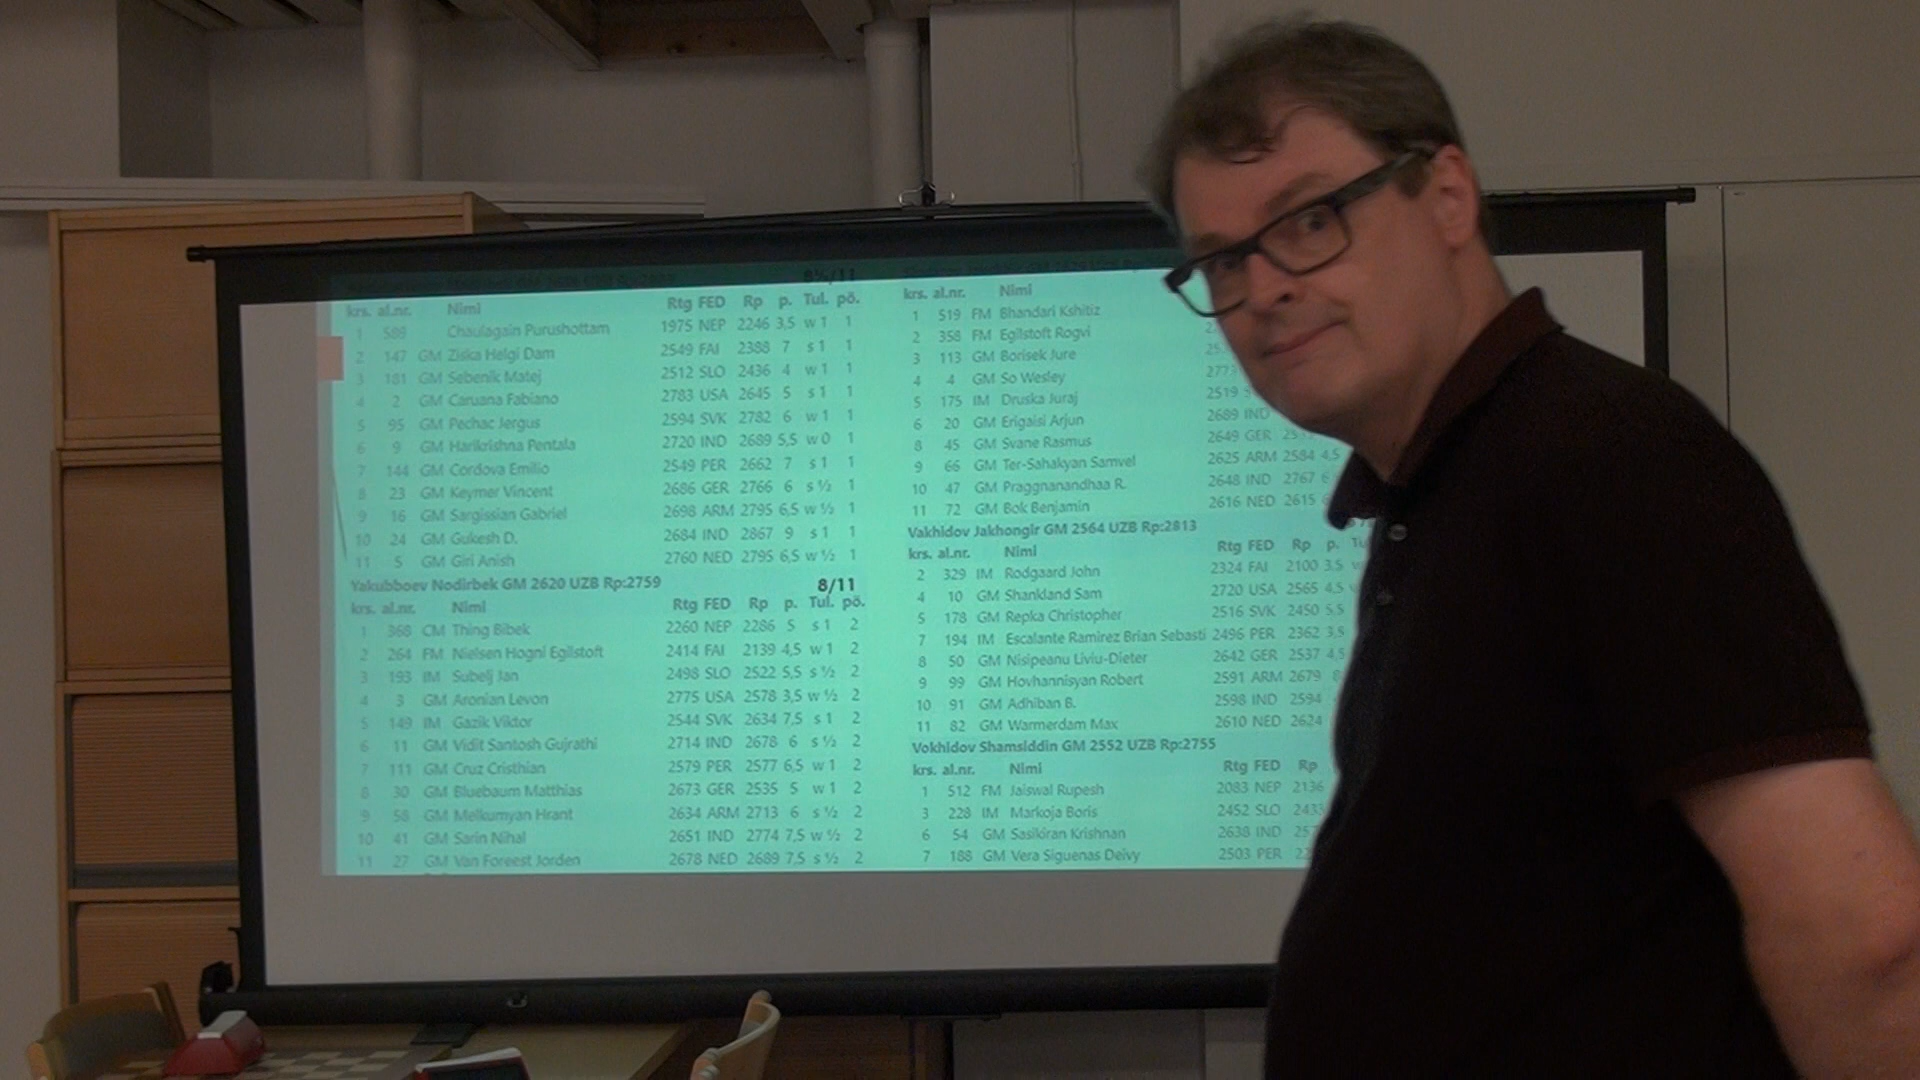 8½/11
krs. al.nr. Nimi Rtg FED Rp p. Tul. pö.
1 589 Chaulagain Purushottam 1975 NEP 2246 3,5 w 1 1
2 147 GM Ziska Helgi Dam 2549 FAI 2388 7 s 1 1
3 181 GM Sebenik Matej 2512 SLO 2436 4 w 1 1
4 2 GM Caruana Fabiano 2783 USA 2645 5 s 1 1
5 95 GM Pechac Jergus 2594 SVK 2782 6 w 1 1
6 9 GM Harikrishna Pentala 2720 IND 2689 5,5 w 0 1
7 144 GM Cordova Emilio 2549 PER 2662 7 s 1 1
8 23 GM Keymer Vincent 2686 GER 2766 6 s ½ 1
9 16 GM Sargissian Gabriel 2698 ARM 2795 6,5 w ½ 1
10 24 GM Gukesh D. 2684 IND 2867 9 s 1 1
11 5 GM Giri Anish 2760 NED 2795 6,5 w ½ 1
Yakubboev Nodirbek GM 2620 UZB Rp:2759 8/11
krs. al.nr. Nimi Rtg FED Rp p. Tul. pö.
1 368 CM Thing Bibek 2260 NEP 2286 5 s 1 2
2 264 FM Nielsen Hogni Egilstoft 2414 FAI 2139 4,5 w 1 2
3 193 IM Subelj Jan 2498 SLO 2522 5,5 s ½ 2
4 3 GM Aronian Levon 2775 USA 2578 3,5 w ½ 2
5 149 IM Gazik Viktor 2544 SVK 2634 7,5 s 1 2
6 11 GM Vidit Santosh Gujrathi 2714 IND 2678 6 s ½ 2
7 111 GM Cruz Cristhian 2579 PER 2577 6,5 w 1 2
8 30 GM Bluebaum Matthias 2673 GER 2535 5 w 1 2
9 58 GM Melkumyan Hrant 2634 ARM 2713 6 s ½ 2
10 41 GM Sarin Nihal 2651 IND 2774 7,5 w ½ 2
11 27 GM Van Foreest Jorden 2678 NED 2689 7,5 s ½ 2
krs. al.nr. Nimi
1 519 FM Bhandari Kshitiz
2 358 FM Egilstoft Rogvi
3 113 GM Borisek Jure
4 4 GM So Wesley
5 175 IM Druska Juraj 2519
6 20 GM Erigaisi Arjun 2689 IND
8 45 GM Svane Rasmus 2649 GER
9 66 GM Ter-Sahakyan Samvel 2625 ARM 2584 4,5
10 47 GM Praggnanandhaa R. 2648 IND 2767
11 72 GM Bok Benjamin 2616 NED 2615
Vakhidov Jakhongir GM 2564 UZB Rp:2813
krs. al.nr. Nimi Rtg FED Rp p.
2 329 IM Rodgaard John 2324 FAI 2100 3,5
4 10 GM Shankland Sam 2720 USA 2565 4,5
5 178 GM Repka Christopher 2516 SVK 2450 5,5
7 194 IM Escalante Ramirez Brian Sebasti 2496 PER 2362 3,5
8 50 GM Nisipeanu Liviu-Dieter 2642 GER 2537 4,5
9 99 GM Hovhannisyan Robert 2591 ARM 2679
10 91 GM Adhiban B. 2598 IND 2594
11 82 GM Warmerdam Max 2610 NED 2624
Vokhidov Shamsiddin GM 2552 UZB Rp:2755
krs. al.nr. Nimi Rtg FED Rp
1 512 FM Jaiswal Rupesh 2083 NEP 2136
3 228 IM Markoja Boris 2452 SLO
6 54 GM Sasikiran Krishnan 2638 IND
7 188 GM Vera Siguenas Deivy 2503 PER